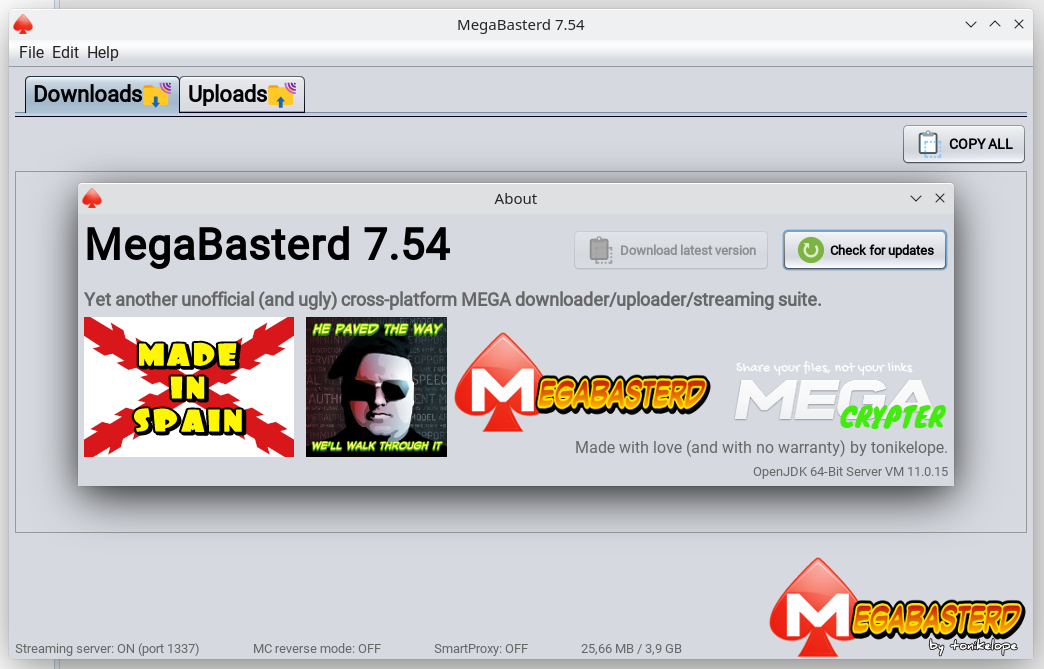 MegaBasterd 7.54
File Edit Help
Downloads
Uploads
COPY ALL
About
MegaBasterd 7.54
Download latest version
Check for updates
Yet another unofficial (and ugly) cross-platform MEGA downloader/uploader/streaming suite.
MADE
IN
SPAIN
HE PAVED THE WAY
WE'LL WALK THROUGH IT
MEGABASTERD
Share your files, not your links
MEGA
CRYPTER
Made with love (and with no warranty) by tonikelope.
OpenJDK 64-Bit Server VM 11.0.15
MEGABASTERD
by tonikelope
Streaming server: ON (port 1337)
MC reverse mode: OFF
SmartProxy: OFF
25,66 MB / 3,9 GB